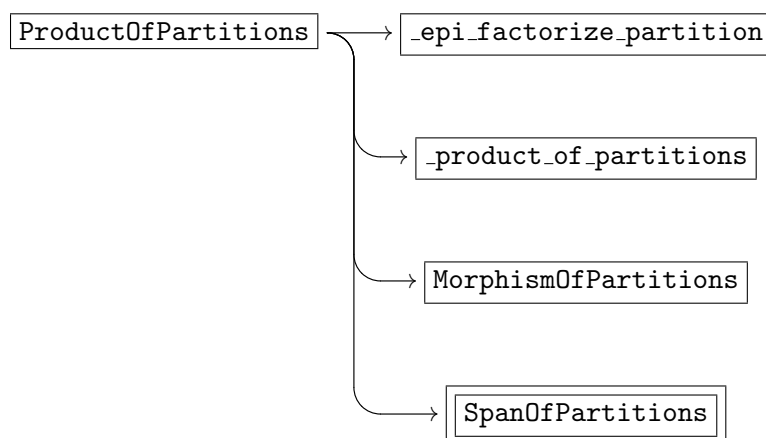 ProductOfPartitions
_epi_factorize_partition
_product_of_partitions
MorphismOfPartitions
SpanOfPartitions